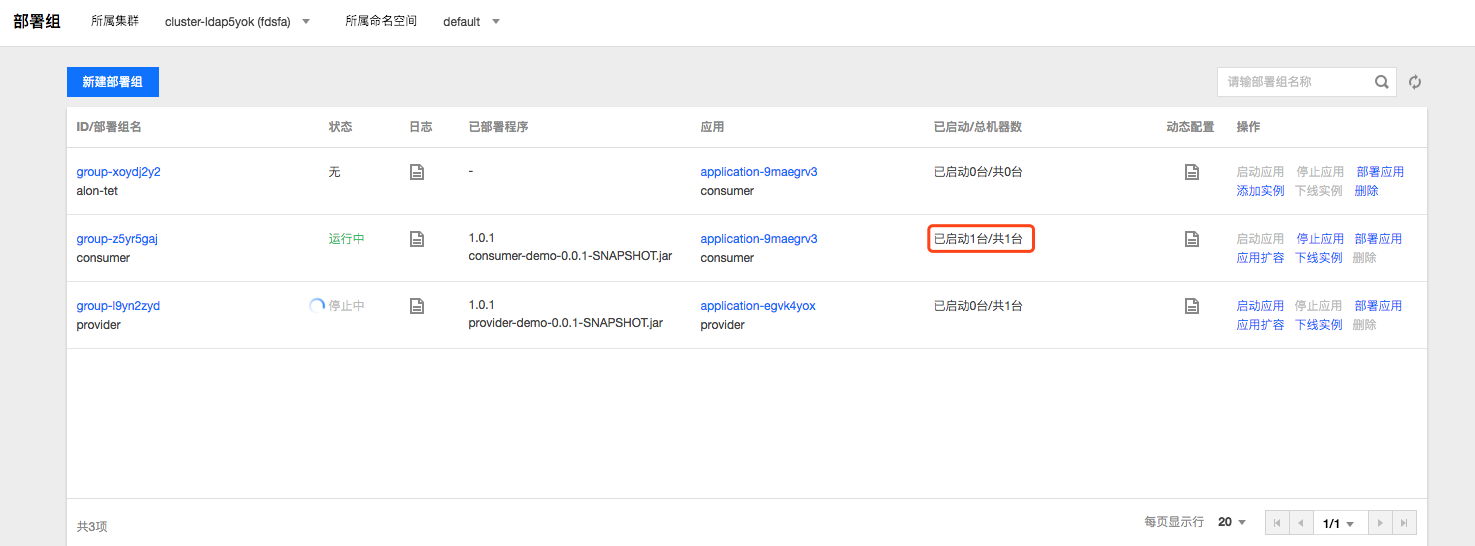 部署组 所属集群 cluster-ldap5yok (fdsfa) 所属命名空间 default
新建部署组 请输部署组名称
ID/部署组名 状态 日志 已部署程序 应用 已启动/总机器数 动态配置 操作
group-xoydj2y2 无 - application-9maegrv3 已启动0台/共0台 启动应用 停止应用 部署应用
alon-tet consumer 添加实例 下线实例 删除
group-z5yr5gaj 运行中 1.0.1 application-9maegrv3 已启动1台/共1台 启动应用 停止应用 部署应用
consumer consumer-demo-0.0.1-SNAPSHOT.jar consumer 应用扩容 下线实例 删除
group-l9yn2zyd 停止中 1.0.1 application-egvk4yox 已启动0台/共1台 启动应用 停止应用 部署应用
provider provider-demo-0.0.1-SNAPSHOT.jar provider 应用扩容 下线实例 删除
共3项 每页显示行 20 1/1